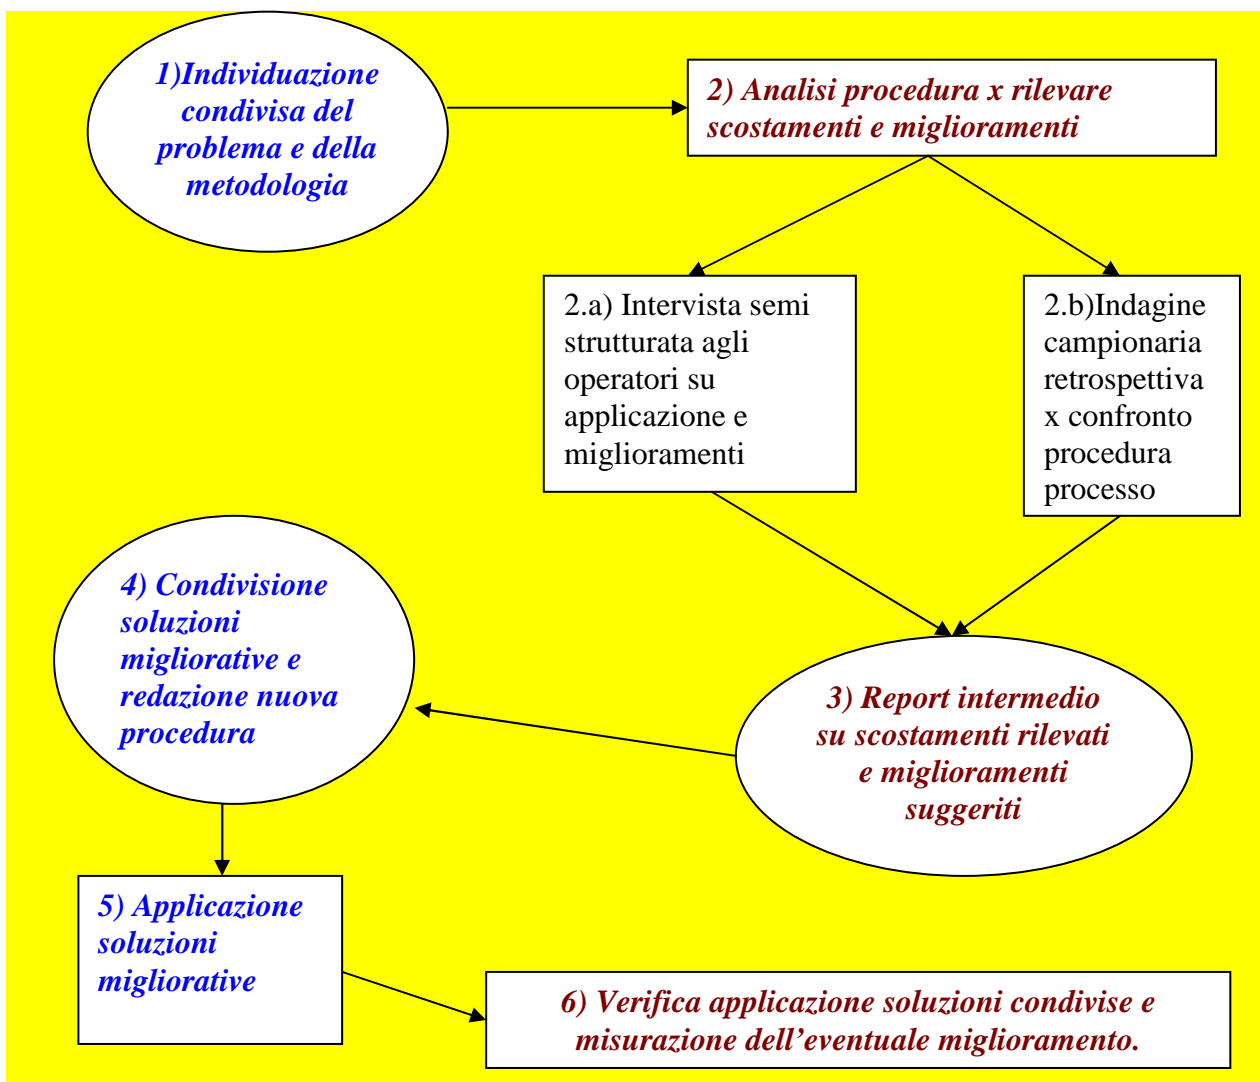 1)Individuazione
condivisa del
problema e della
metodologia
2) Analisi procedura x rilevare
scostamenti e miglioramenti
2.a) Intervista semi
strutturata agli
operatori su
applicazione e
miglioramenti
2.b)Indagine
campionaria
retrospettiva
x confronto
procedura
processo
3) Report intermedio
su scostamenti rilevati
e miglioramenti
suggeriti
4) Condivisione
soluzioni
migliorative e
redazione nuova
procedura
5) Applicazione
soluzioni
migliorative
6) Verifica applicazione soluzioni condivise e
misurazione dell’eventuale miglioramento.